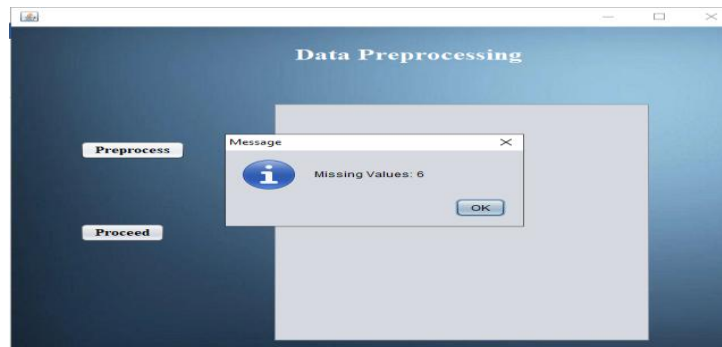 Data Preprocessing
Preprocess
Message
Missing Values: 6
OK
Proceed